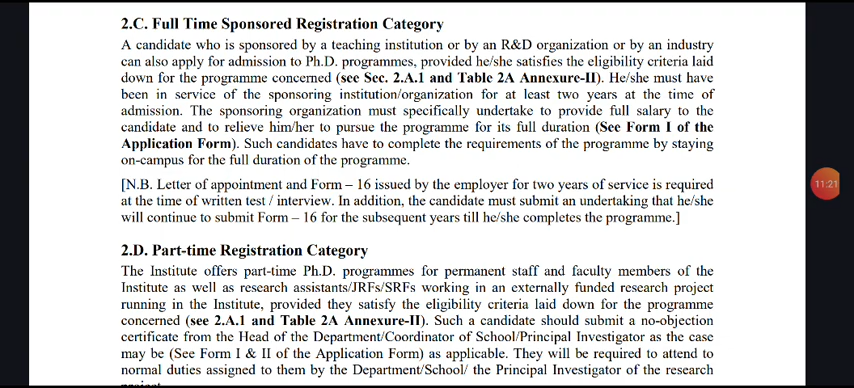 2.C. Full Time Sponsored Registration Category
A candidate who is sponsored by a teaching institution or by an R&D organization or by an industry
can also apply for admission to Ph.D. programmes, provided he/she satisfies the eligibility criteria laid
down for the programme concerned (see Sec. 2.A.1 and Table 2A Annexure-II). He/she must have
been in service of the sponsoring institution/organization for at least two years at the time of
admission. The sponsoring organization must specifically undertake to provide full salary to the
candidate and to relieve him/her to pursue the programme for its full duration (See Form I of the
Application Form). Such candidates have to complete the requirements of the programme by staying
on-campus for the full duration of the programme.
[N.B. Letter of appointment and Form – 16 issued by the employer for two years of service is required
at the time of written test / interview. In addition, the candidate must submit an undertaking that he/she
will continue to submit Form – 16 for the subsequent years till he/she completes the programme.]
11:21
2.D. Part-time Registration Category
The Institute offers part-time Ph.D. programmes for permanent staff and faculty members of the
Institute as well as research assistants/JRFs/SRFs working in an externally funded research project
running in the Institute, provided they satisfy the eligibility criteria laid down for the programme
concerned (see 2.A.1 and Table 2A Annexure-II). Such a candidate should submit a no-objection
certificate from the Head of the Department/Coordinator of School/Principal Investigator as the case
may be (See Form I & II of the Application Form) as applicable. They will be required to attend to
normal duties assigned to them by the Department/School/ the Principal Investigator of the research